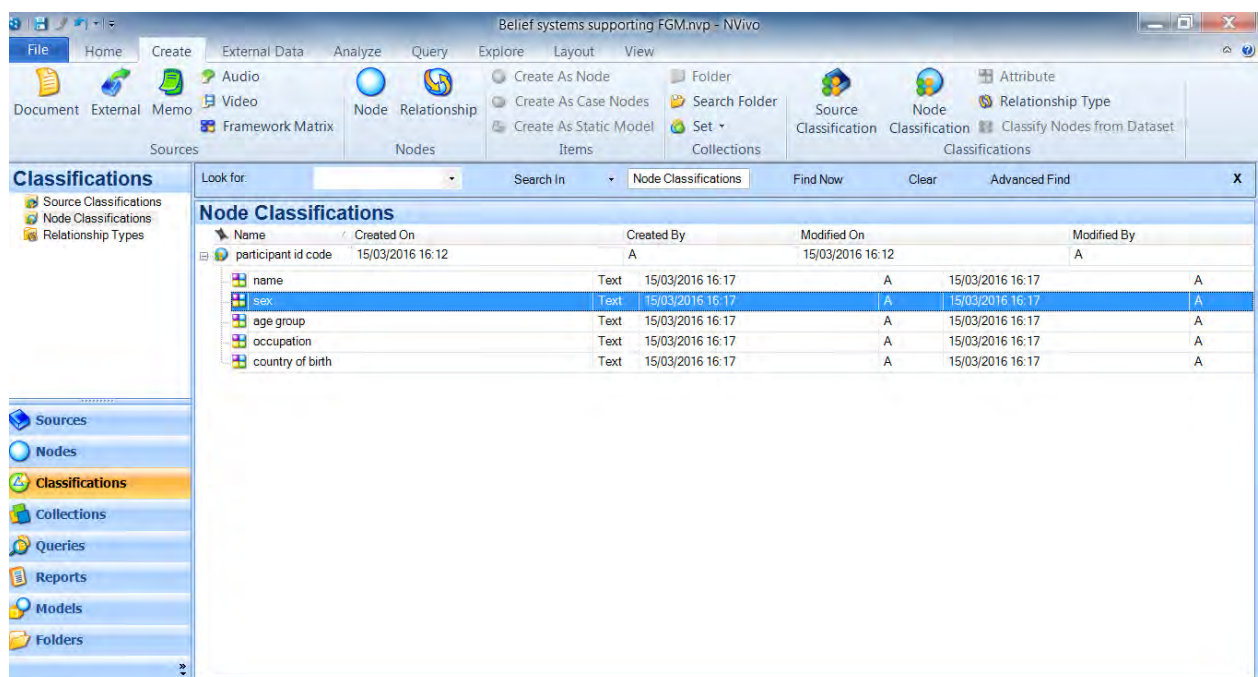 Belief systems supporting FGM.nvp - NVivo
File Home Create External Data Analyze Query Explore Layout View
Document External Memo
Audio
Video
Framework Matrix
Sources
Node Relationship
Nodes
Create As Node
Create As Case Nodes
Create As Static Model
Items
Folder
Search Folder
Set
Collections
Source Classification
Node Classification
Attribute
Relationship Type
Classify Nodes from Dataset
Classifications
Classifications
Source Classifications
Node Classifications
Relationship Types
Look for Search In Node Classifications Find Now Clear Advanced Find X
Node Classifications
Name Created On Created By Modified On Modified By
participant id code 15/03/2016 16:12 A 15/03/2016 16:12 A
name Text 15/03/2016 16:17 A 15/03/2016 16:17 A
sex Text 15/03/2016 16:17 A 15/03/2016 16:17 A
age group Text 15/03/2016 16:17 A 15/03/2016 16:17 A
occupation Text 15/03/2016 16:17 A 15/03/2016 16:17 A
country of birth Text 15/03/2016 16:17 A 15/03/2016 16:17 A
Sources
Nodes
Classifications
Collections
Queries
Reports
Models
Folders